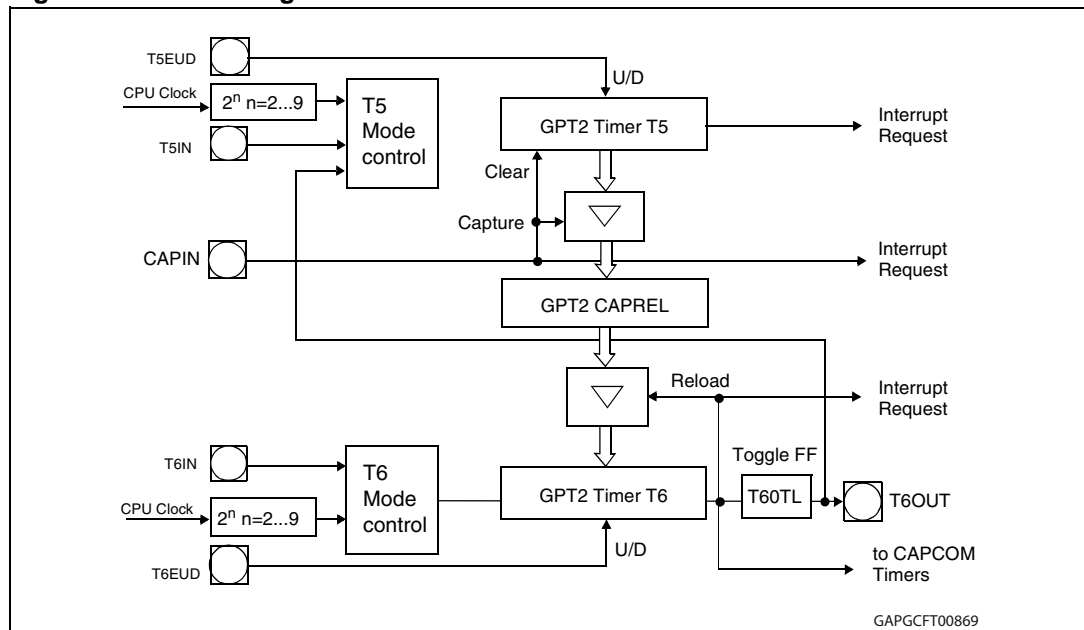 T5EUD
U/D
CPU Clock
2ⁿ n=2...9
T5
Mode
control
GPT2 Timer T5
Interrupt
Request
T5IN
Clear
Capture
CAPIN
Interrupt
Request
GPT2 CAPREL
Reload
Interrupt
Request
T6IN
T6
Mode
control
Toggle FF
GPT2 Timer T6
T60TL
T6OUT
CPU Clock
2ⁿ n=2...9
U/D
T6EUD
to CAPCOM
Timers
GAPGCFT00869